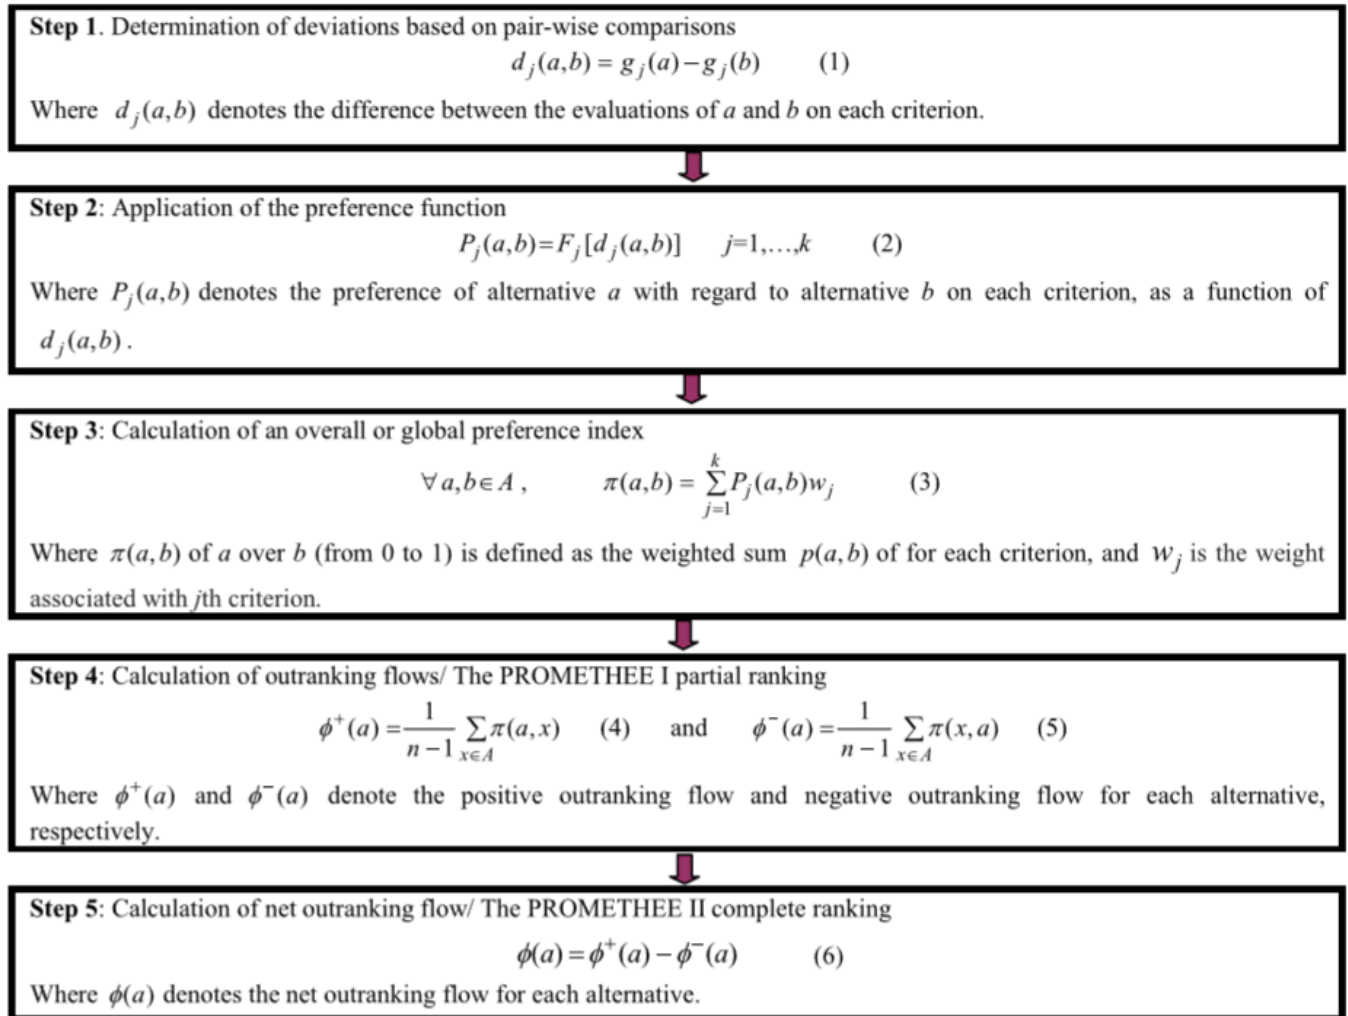 Step 1. Determination of deviations based on pair-wise comparisons
d_j(a,b) = g_j(a) − g_j(b) (1)
Where d_j(a,b) denotes the difference between the evaluations of a and b on each criterion.
Step 2: Application of the preference function
P_j(a,b)=F_j[d_j(a,b)] j=1,…,k (2)
Where P_j(a,b) denotes the preference of alternative a with regard to alternative b on each criterion, as a function of
d_j(a,b).
Step 3: Calculation of an overall or global preference index
∀ a,b∈A, π(a,b) = ∑_{j=1}^{k} P_j(a,b)w_j (3)
Where π(a,b) of a over b (from 0 to 1) is defined as the weighted sum p(a,b) of for each criterion, and w_j is the weight
associated with jth criterion.
Step 4: Calculation of outranking flows/ The PROMETHEE I partial ranking
ϕ⁺(a) = \frac{1}{n−1} ∑_{x∈A} π(a,x) (4) and ϕ⁻(a) = \frac{1}{n−1} ∑_{x∈A} π(x,a) (5)
Where ϕ⁺(a) and ϕ⁻(a) denote the positive outranking flow and negative outranking flow for each alternative,
respectively.
Step 5: Calculation of net outranking flow/ The PROMETHEE II complete ranking
ϕ(a) = ϕ⁺(a) − ϕ⁻(a) (6)
Where ϕ(a) denotes the net outranking flow for each alternative.